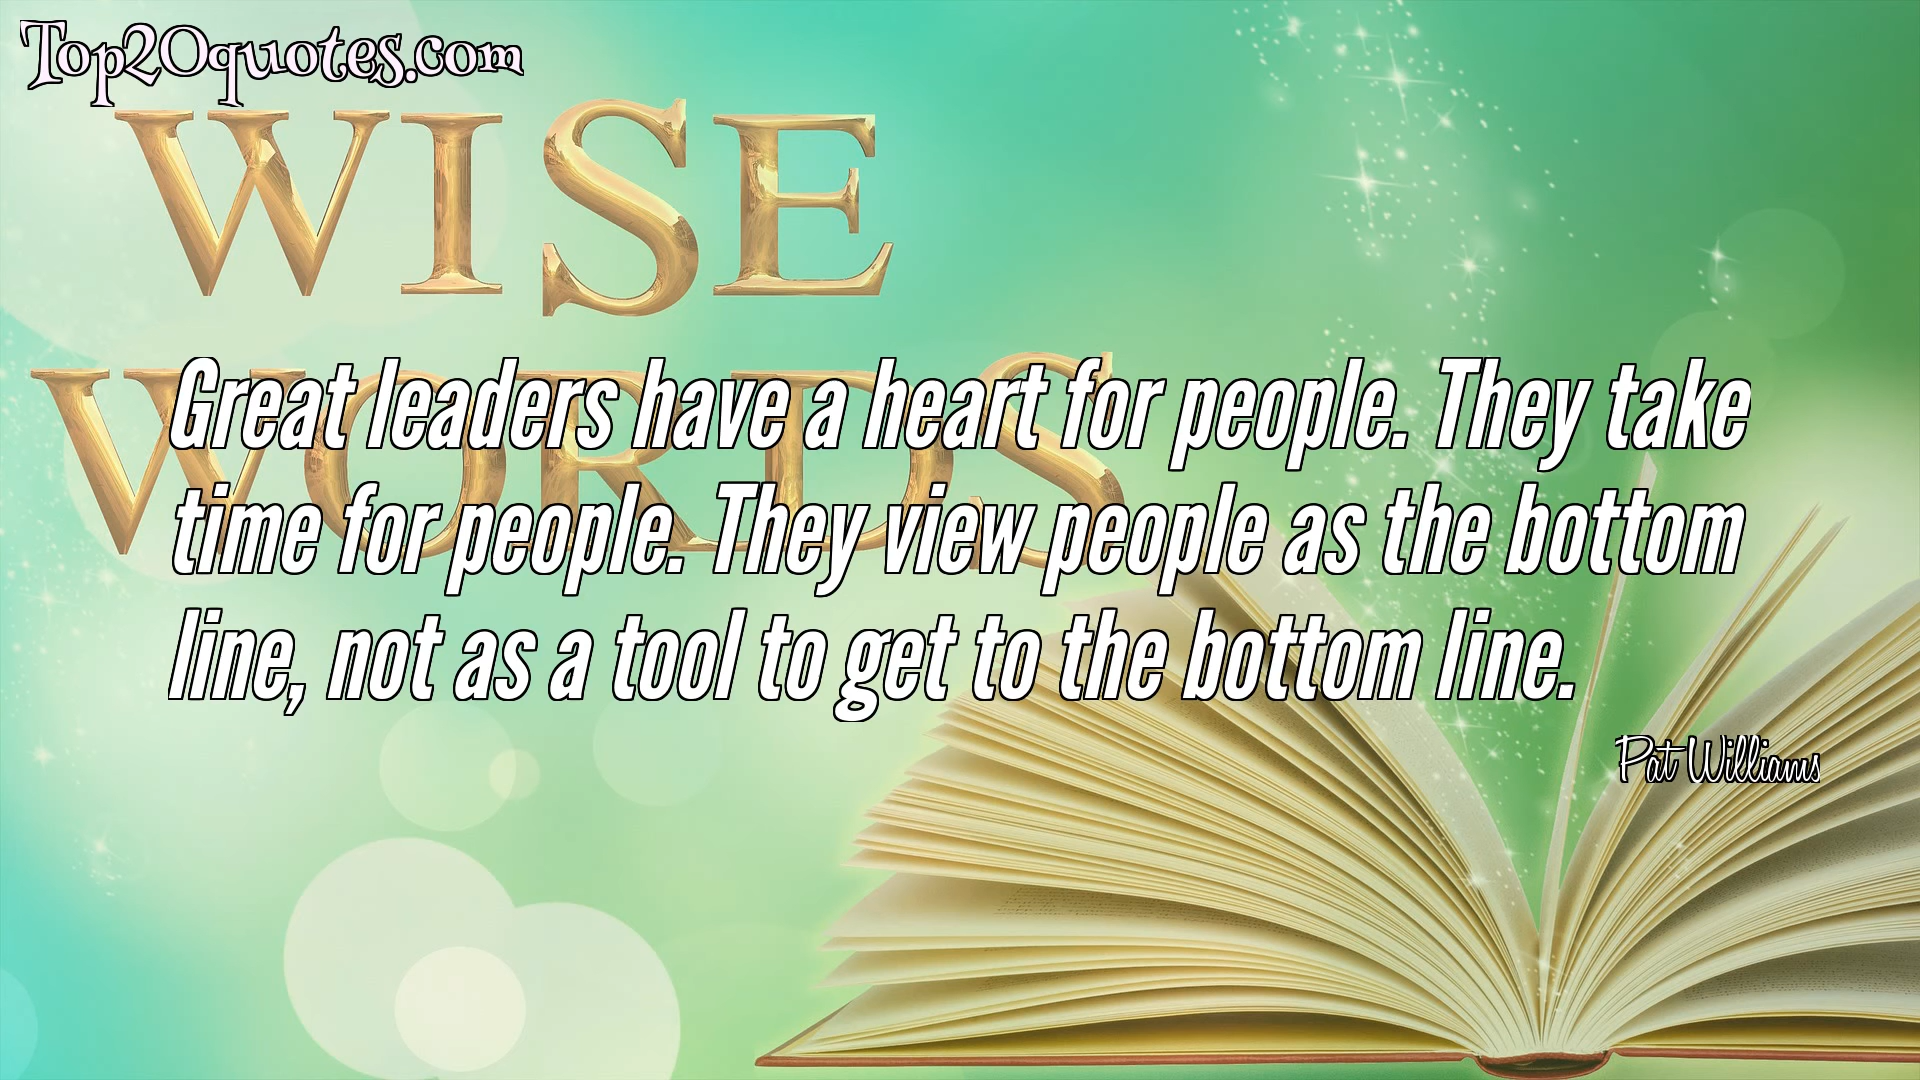 Top20quotes.com
WISE
WORDS
Great leaders have a heart for people. They take
time for people. They view people as the bottom
line, not as a tool to get to the bottom line.
Pat Williams